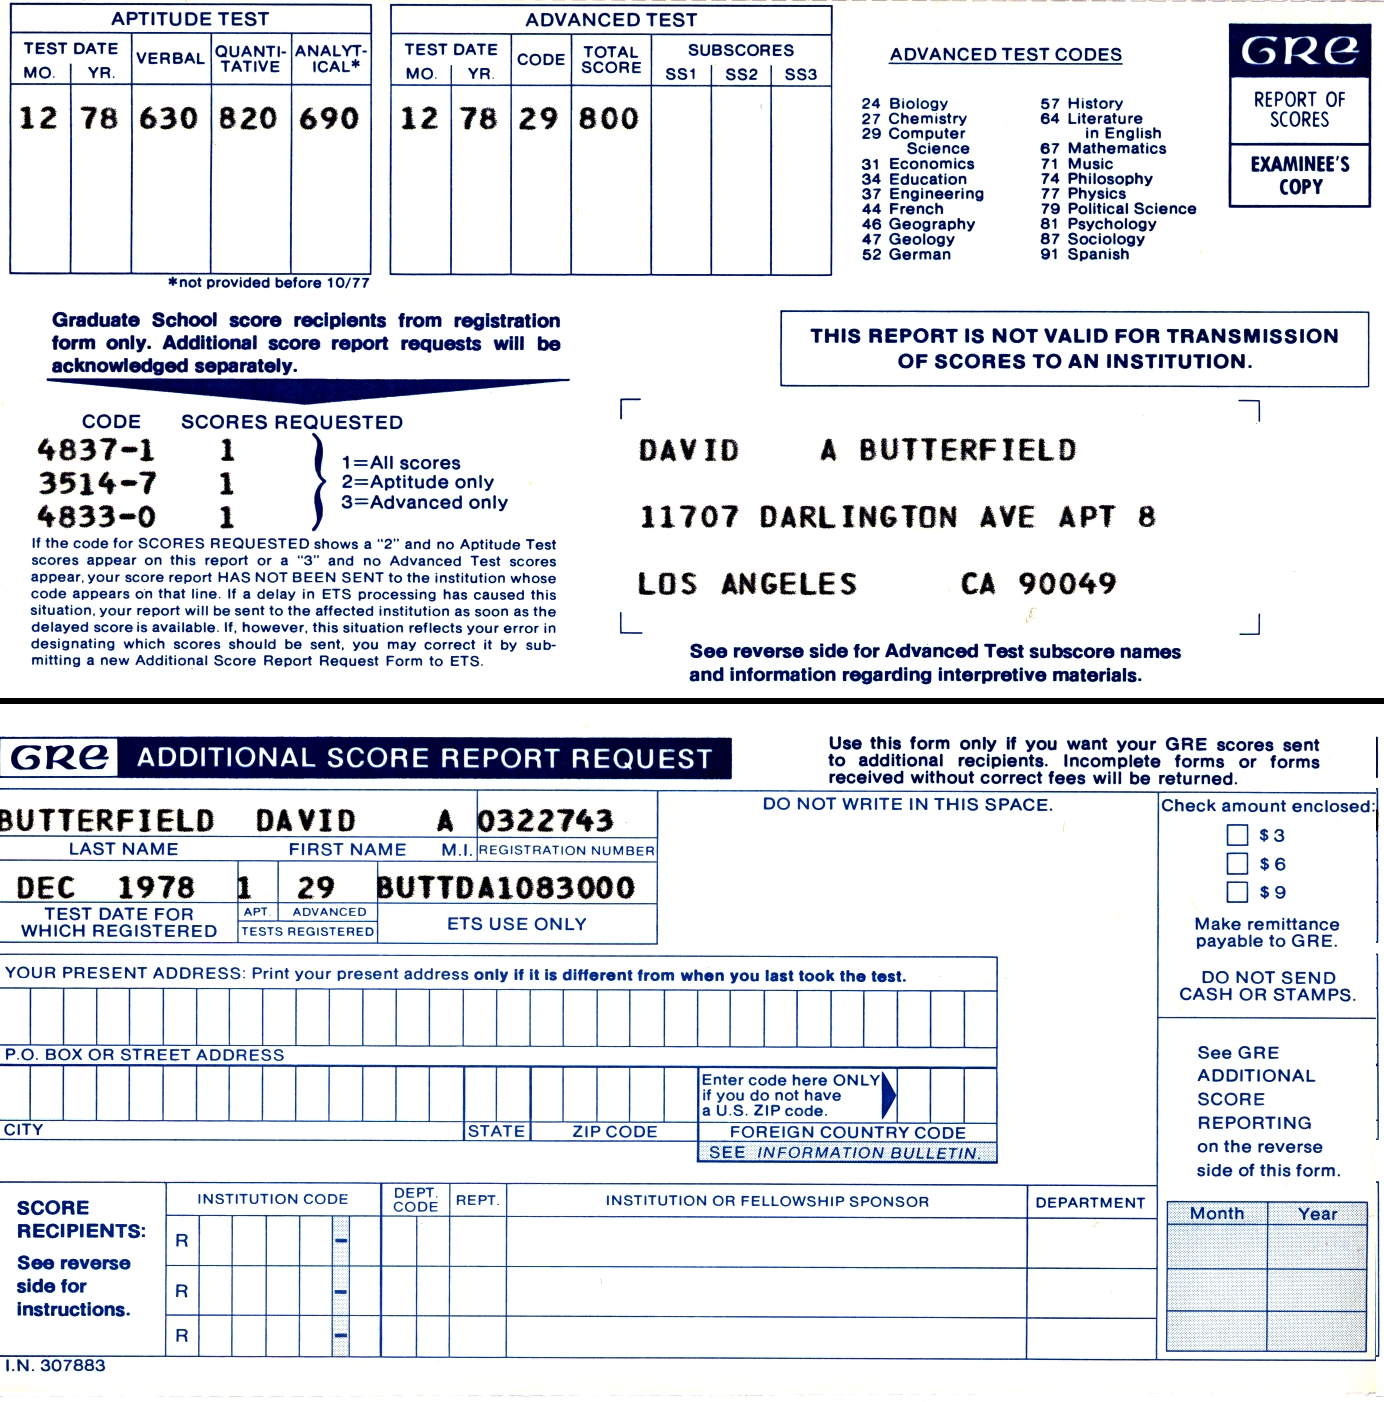 APTITUDE TEST
TEST DATE
MO. YR.
VERBAL
QUANTI-
TATIVE
ANALYT-
ICAL*
12 78 630 820 690
*not provided before 10/77
ADVANCED TEST
TEST DATE
MO. YR.
CODE
TOTAL
SCORE
SUBSCORES
SS1 SS2 SS3
12 78 29 800
ADVANCED TEST CODES
24 Biology
27 Chemistry
29 Computer
Science
31 Economics
34 Education
37 Engineering
44 French
46 Geography
47 Geology
52 German
57 History
64 Literature
in English
67 Mathematics
71 Music
74 Philosophy
77 Physics
79 Political Science
81 Psychology
87 Sociology
91 Spanish
GRE
REPORT OF
SCORES
EXAMINEE'S
COPY
Graduate School score recipients from registration
form only. Additional score report requests will be
acknowledged separately.
CODE SCORES REQUESTED
4837-1 1
3514-7 1
4833-0 1
1=All scores
2=Aptitude only
3=Advanced only
If the code for SCORES REQUESTED shows a "2" and no Aptitude Test
scores appear on this report or a "3" and no Advanced Test scores
appear, your score report HAS NOT BEEN SENT to the institution whose
code appears on that line. If a delay in ETS processing has caused this
situation, your report will be sent to the affected institution as soon as the
delayed score is available. If, however, this situation reflects your error in
designating which scores should be sent, you may correct it by sub-
mitting a new Additional Score Report Request Form to ETS.
THIS REPORT IS NOT VALID FOR TRANSMISSION
OF SCORES TO AN INSTITUTION.
DAVID A BUTTERFIELD
11707 DARLINGTON AVE APT 8
LOS ANGELES CA 90049
See reverse side for Advanced Test subscore names
and information regarding interpretive materials.
GRE ADDITIONAL SCORE REPORT REQUEST
Use this form only if you want your GRE scores sent
to additional recipients. Incomplete forms or forms
received without correct fees will be returned.
BUTTERFIELD DAVID A 0322743
LAST NAME FIRST NAME M.I. REGISTRATION NUMBER
DEC 1978 1 29 BUTTDA1083000
TEST DATE FOR
WHICH REGISTERED
APT. ADVANCED
TESTS REGISTERED
ETS USE ONLY
DO NOT WRITE IN THIS SPACE.
Check amount enclosed:
$3
$6
$9
Make remittance
payable to GRE.
DO NOT SEND
CASH OR STAMPS.
YOUR PRESENT ADDRESS: Print your present address only if it is different from when you last took the test.
P.O. BOX OR STREET ADDRESS
Enter code here ONLY
if you do not have
a U.S. ZIP code.
CITY STATE ZIP CODE FOREIGN COUNTRY CODE
SEE INFORMATION BULLETIN.
See GRE
ADDITIONAL
SCORE
REPORTING
on the reverse
side of this form.
SCORE
RECIPIENTS:
See reverse
side for
instructions.
INSTITUTION CODE
DEPT.
CODE
REPT.
INSTITUTION OR FELLOWSHIP SPONSOR
DEPARTMENT
R -
R -
R -
Month Year
I.N. 307883